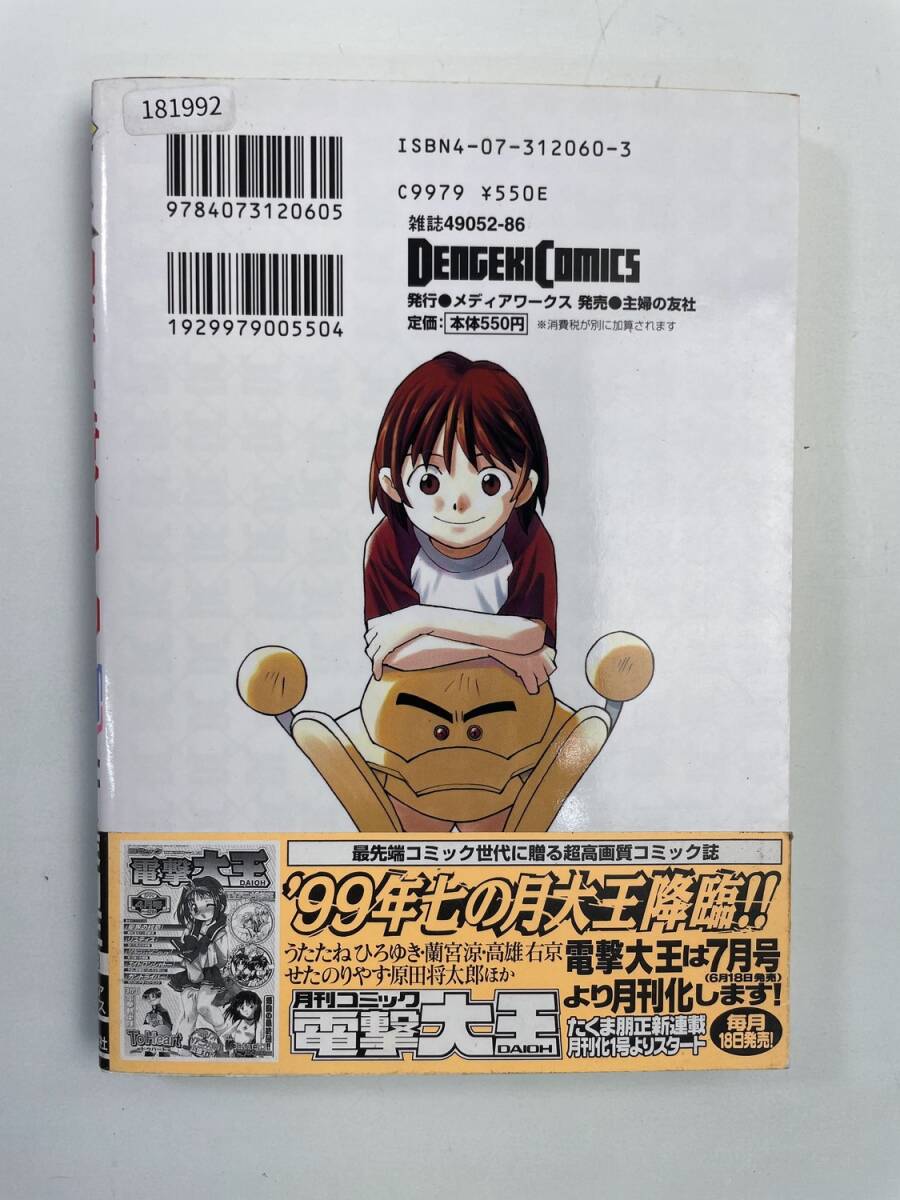 181992
ISBN4-07-312060-3
9784073120605
C9979 ¥550E
雑誌49052-86
DENGEKI COMICS
1929979005504
発行●メディアワークス 発売●主婦の友社
定価：本体550円 ※消費税が別に加算されます
電撃大王
DAIOH
To Heart
最先端コミック世代に贈る超高画質コミック誌
'99年七の月大王降臨!!
うたたねひろゆき・蘭宮涼・高雄右京
せたのりやす原田将太郎ほか
電撃大王は7月号
(6月18日発売)
より月刊化します!
月刊コミック
電撃大王
DAIOH
たくま朋正新連載
月刊化1号よりスタート
毎月
18日発売!